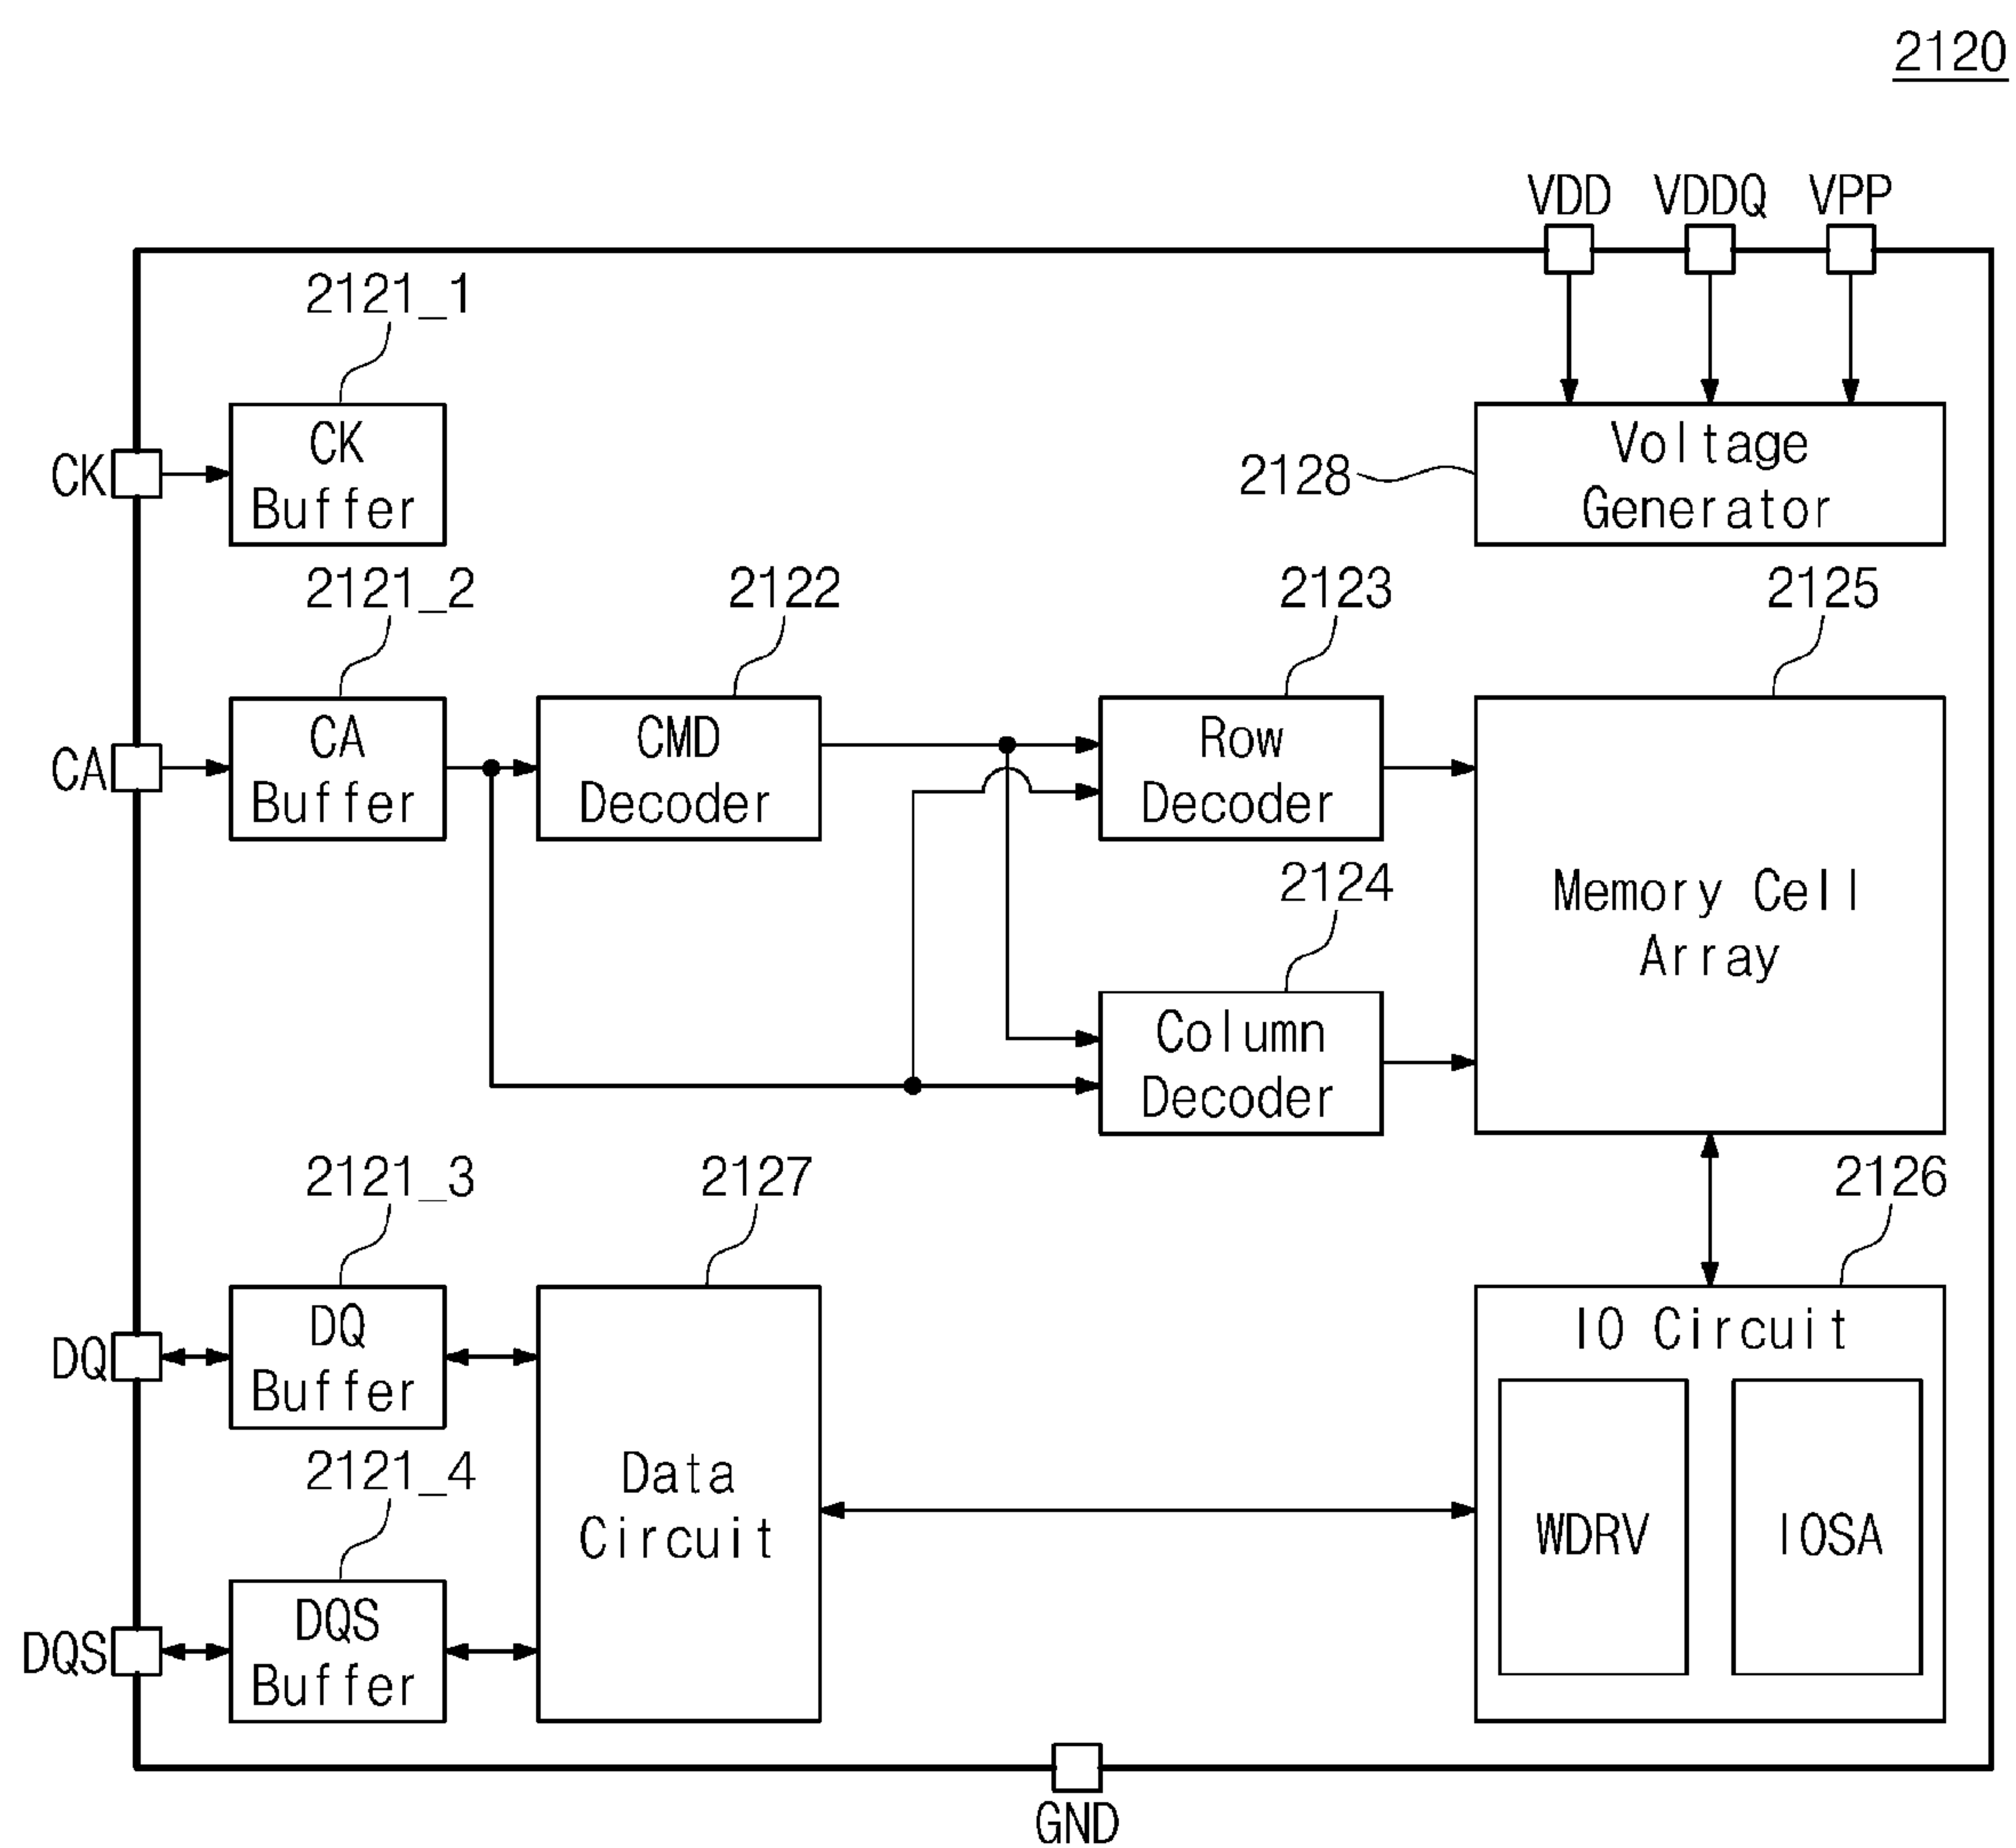 2120
VDD VDDQ VPP
2121_1
CK
CK
Buffer
2128
Voltage
Generator
2121_2
2122
2123
2125
CA
CA
Buffer
CMD
Decoder
Row
Decoder
2124
Memory Cell
Array
Column
Decoder
2121_3
2127
2126
DQ
DQ
Buffer
IO Circuit
2121_4
Data
Circuit
WDRV
IOSA
DQS
DQS
Buffer
GND